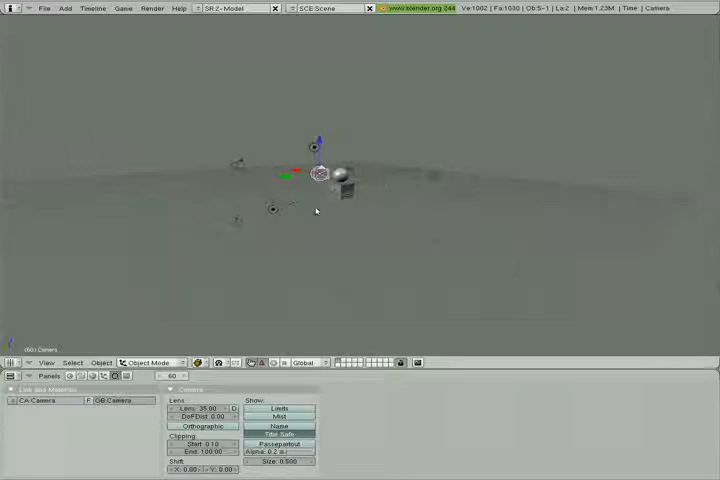 File Add Timeline Game Render Help SR:2-Model SCE:Scene www.blender.org 244 Ve:1002 | Fa:1030 | Ob:5-1 | La:2 | Mem:1.23M | Time: | Camera
(60) Camera
View Select Object Object Mode Global
Panels 60
Link and Materials Camera
CA:Camera F OB:Camera
Lens: Show:
Lens: 35.00 D Limits
DoFDist: 0.00 Mist
Orthographic Name
Clipping: Title Safe
Start: 0.10 Passepartout
End: 100.00
Shift: Size: 0.500
X: 0.00 Y: 0.00